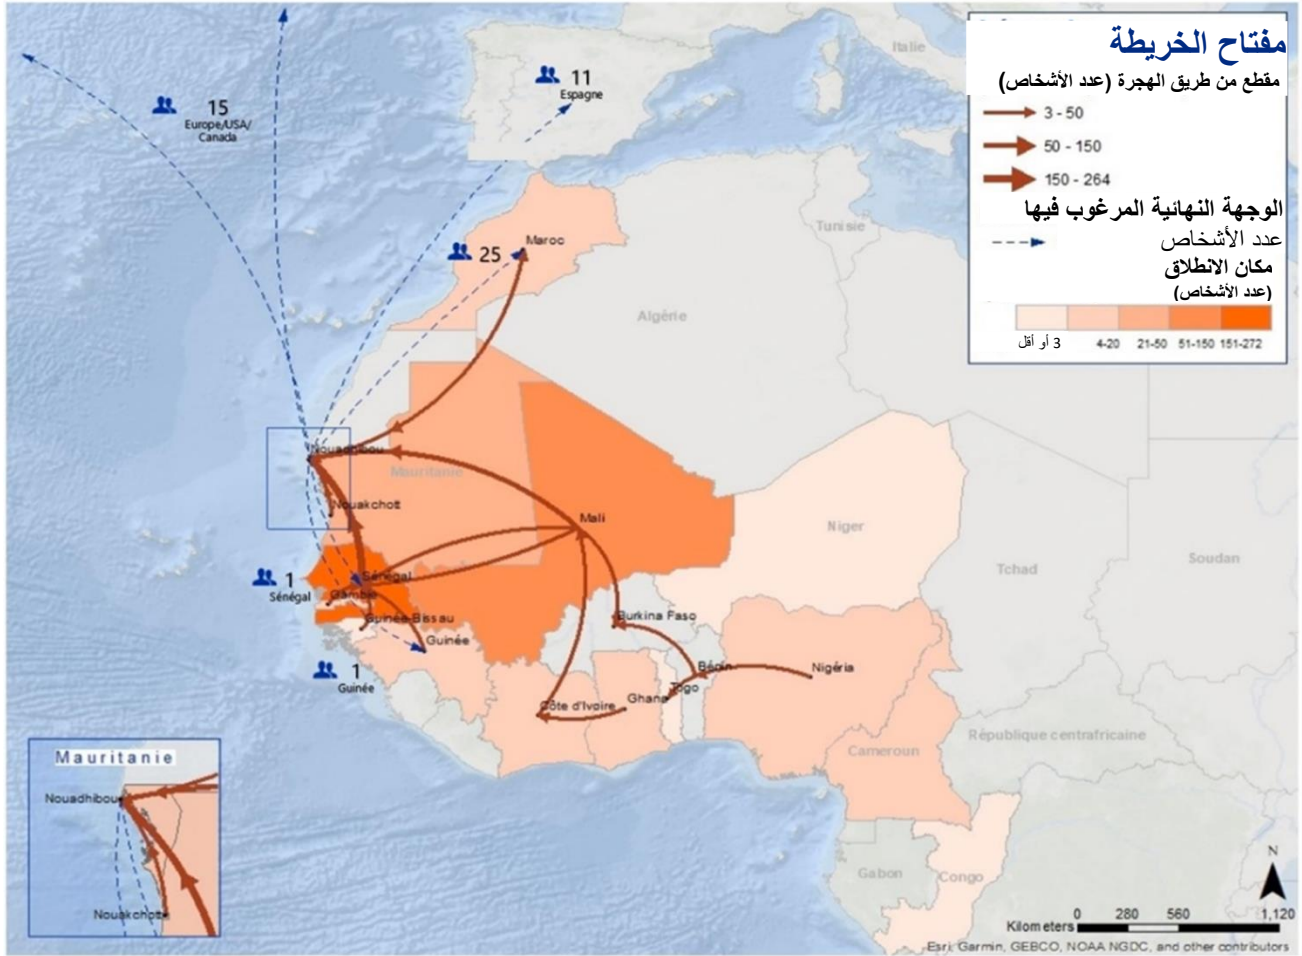 مفتاح الخريطة
مقطع من طريق الهجرة (عدد الأشخاص)
3 - 50
50 - 150
150 - 264
الوجهة النهائية المرغوب فيها
عدد الأشخاص
مكان الانطلاق
(عدد الأشخاص)
3 أو أقل 4-20 21-50 51-150 151-272
Italie
11
Espagne
15
Europe/USA/
Canada
Tunisie
Maroc
25
Algérie
Nouadhibou
Mauritanie
Nouakchott
Mali
Niger
Tchad
Soudan
1
Sénégal
Sénégal
Gambie
Guinée-Bissau
Guinée
1
Guinée
Burkina Faso
Bénin
Nigéria
Togo
Ghana
Côte d'Ivoire
République centrafricaine
Cameroun
Gabon
Congo
Mauritanie
Nouadhibou
Nouakchott
N
0 280 560 1,120
Kilometers
Esri, Garmin, GEBCO, NOAA NGDC, and other contributors